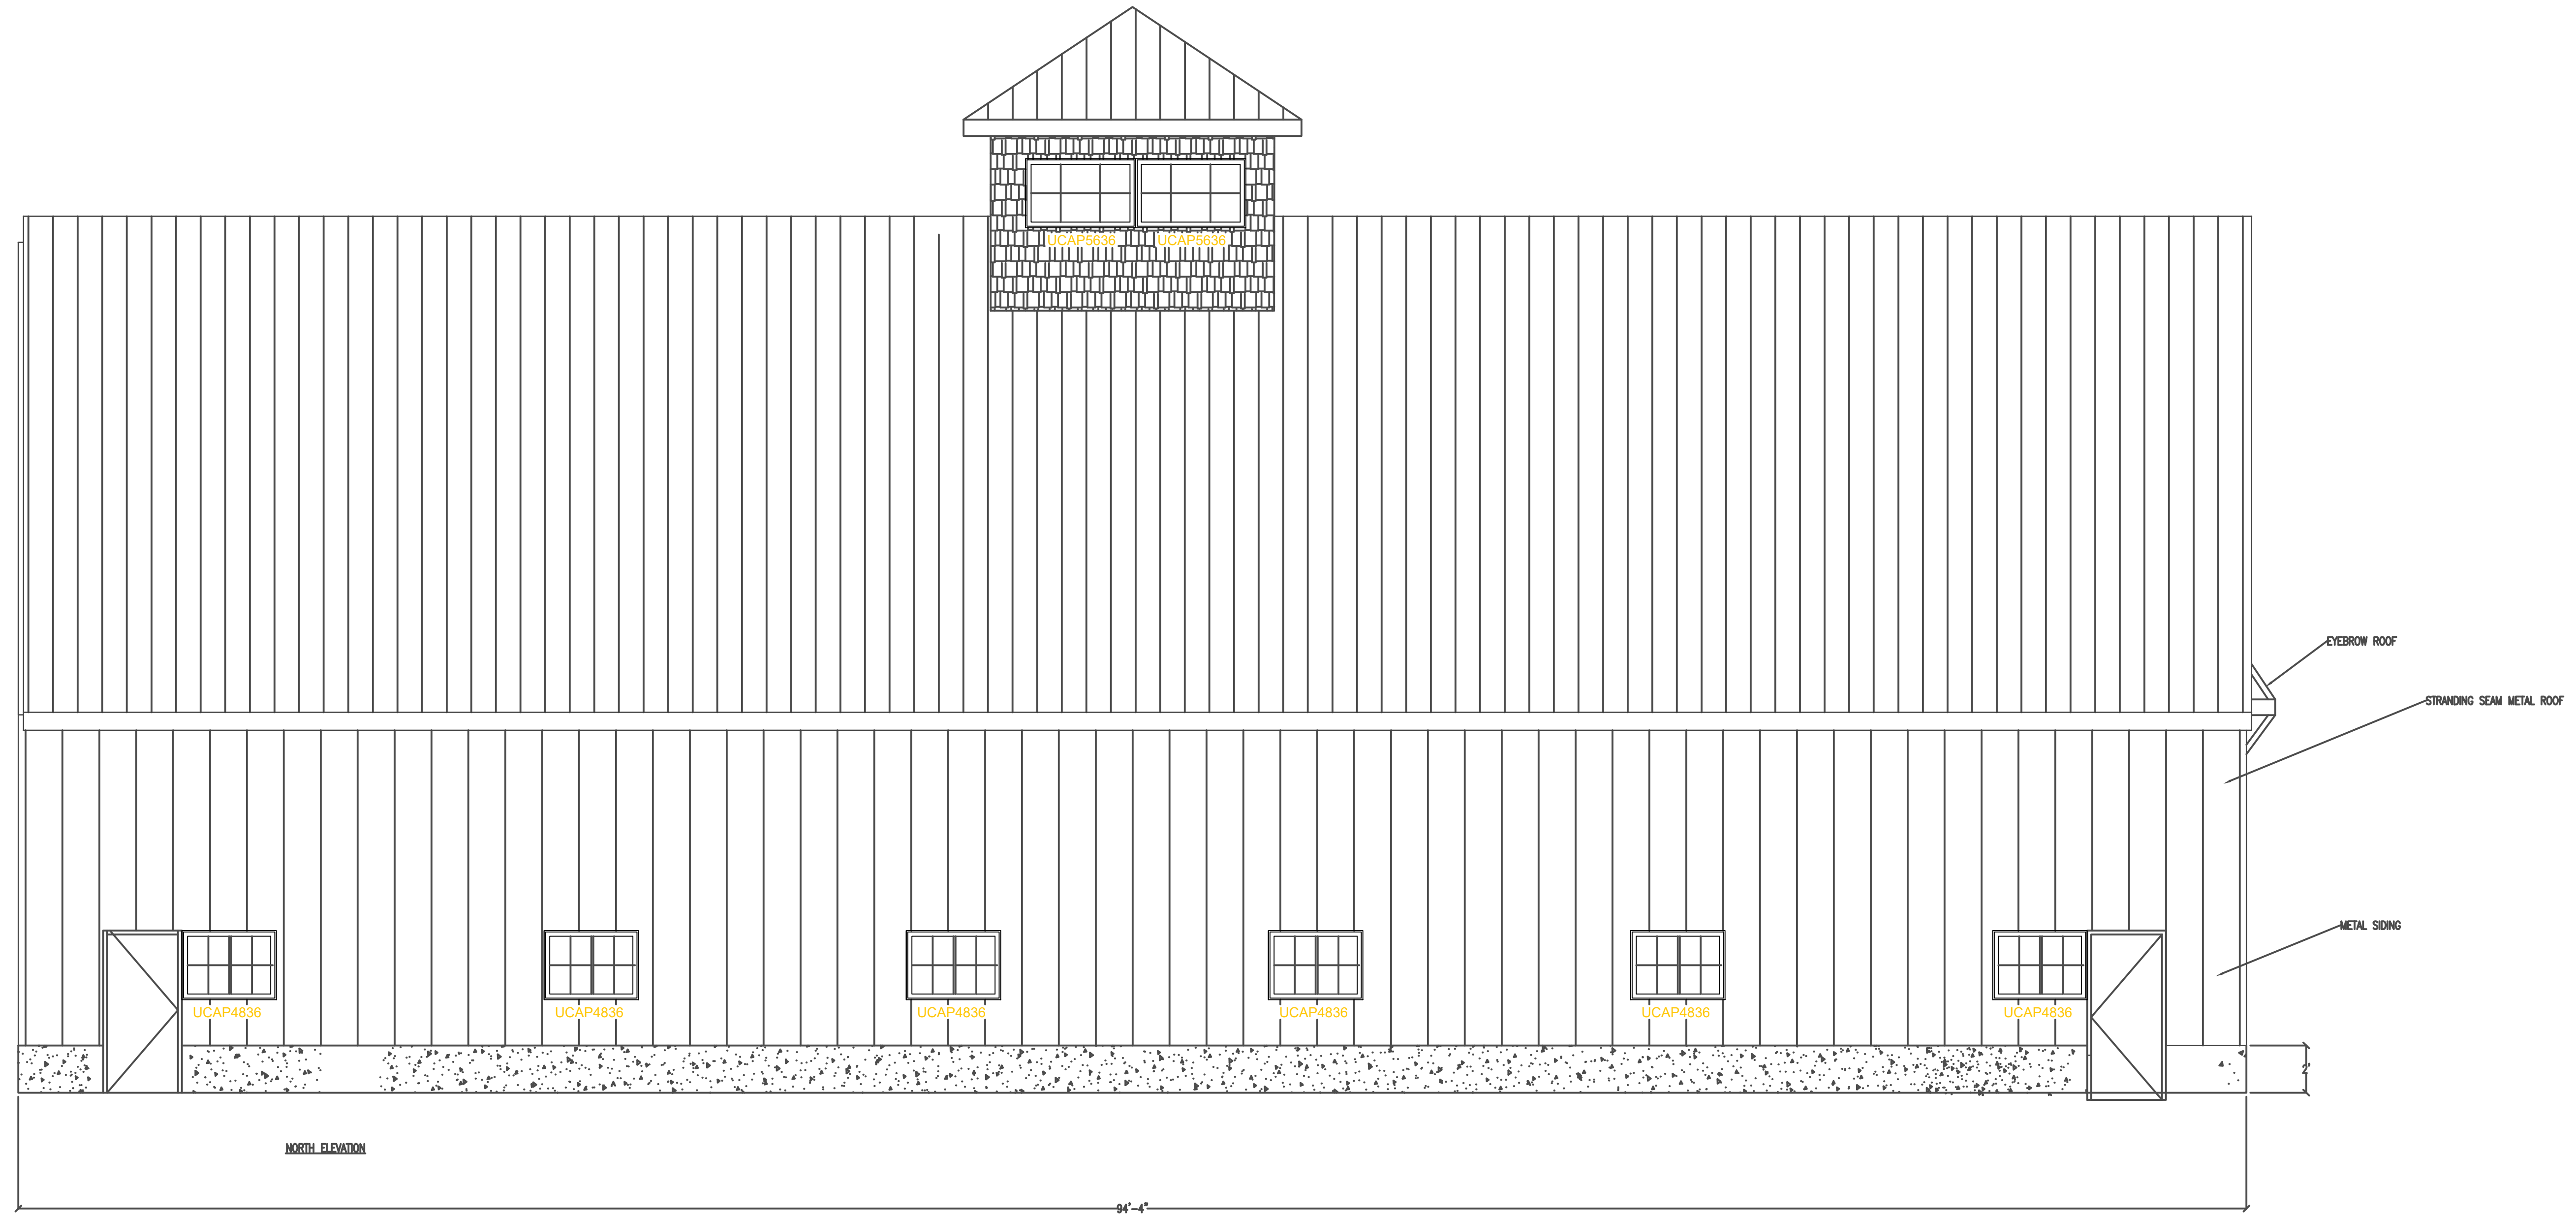 UCAP5636 UCAP5636
EYEBROW ROOF
STRANDING SEAM METAL ROOF
METAL SIDING
UCAP4836 UCAP4836 UCAP4836 UCAP4836 UCAP4836 UCAP4836
2'
NORTH ELEVATION
94'-4"